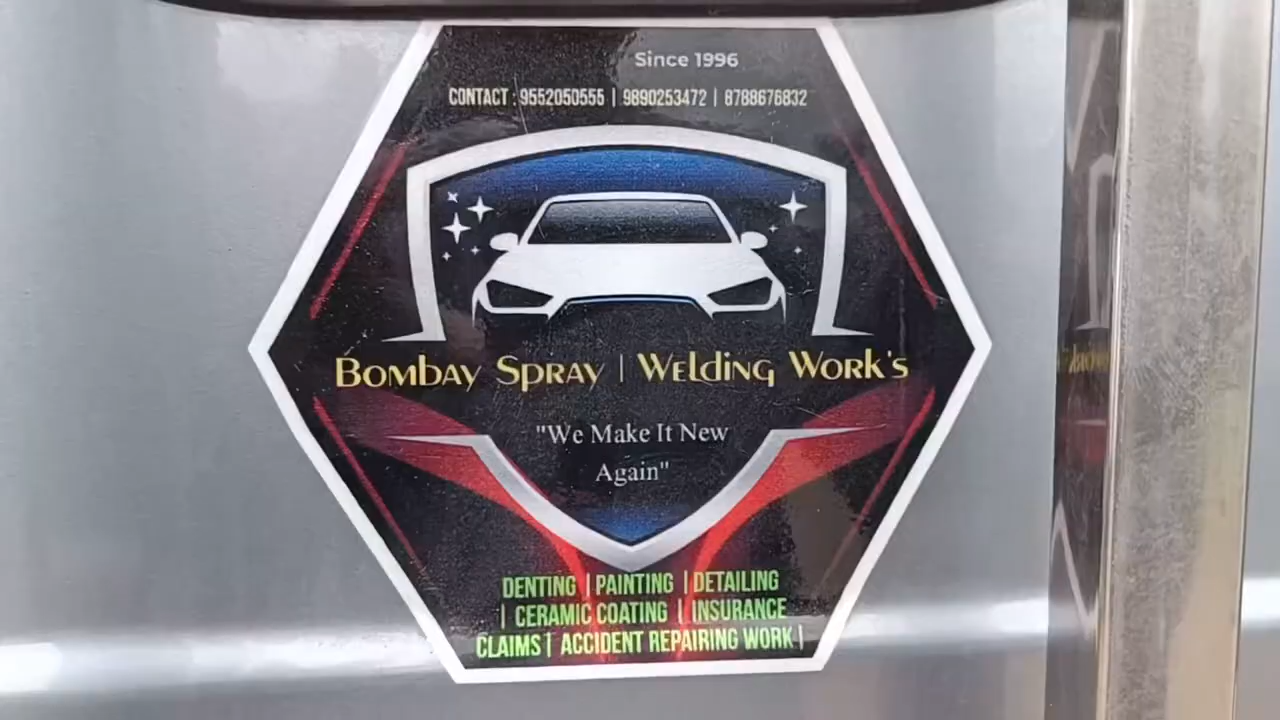 Since 1996
CONTACT : 9552050555 | 9890253472 | 8788676832
BOMBAY SPRAY | WELDING WORK'S
"We Make It New
Again"
DENTING | PAINTING | DETAILING
| CERAMIC COATING | INSURANCE
CLAIMS | ACCIDENT REPAIRING WORK |